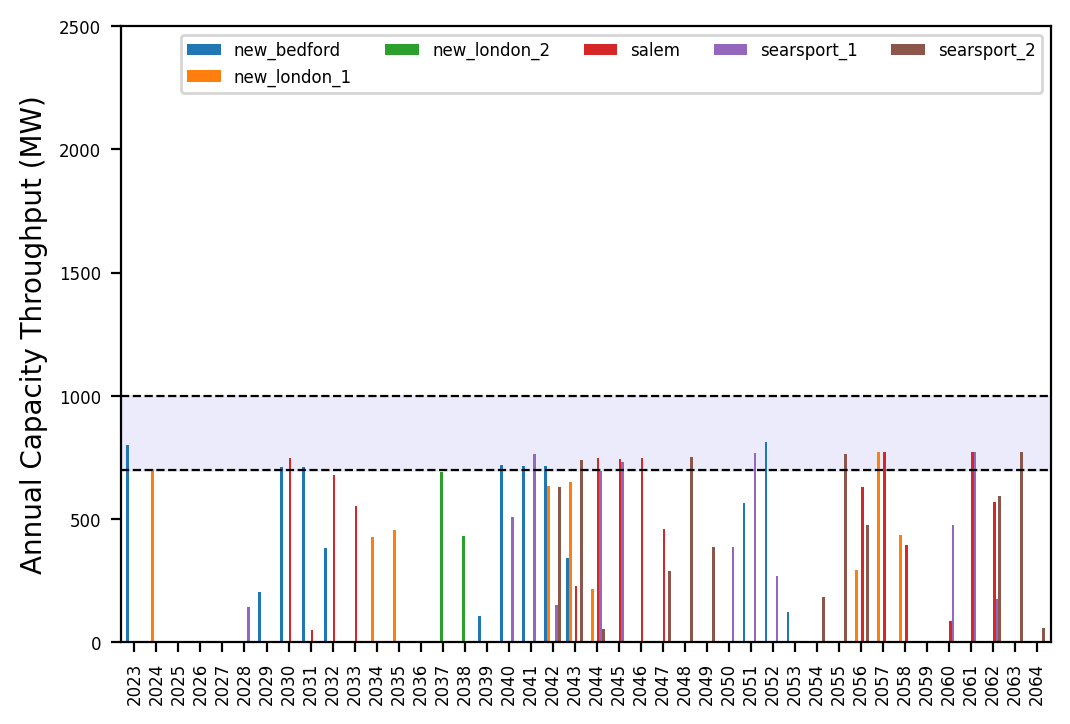 2500
2000
1500
1000
500
0
Annual Capacity Throughput (MW)
new_bedford new_london_2 salem searsport_1 searsport_2
new_london_1
2023 2024 2025 2026 2027 2028 2029 2030 2031 2032 2033 2034 2035 2036 2037 2038 2039 2040 2041 2042 2043 2044 2045 2046 2047 2048 2049 2050 2051 2052 2053 2054 2055 2056 2057 2058 2059 2060 2061 2062 2063 2064